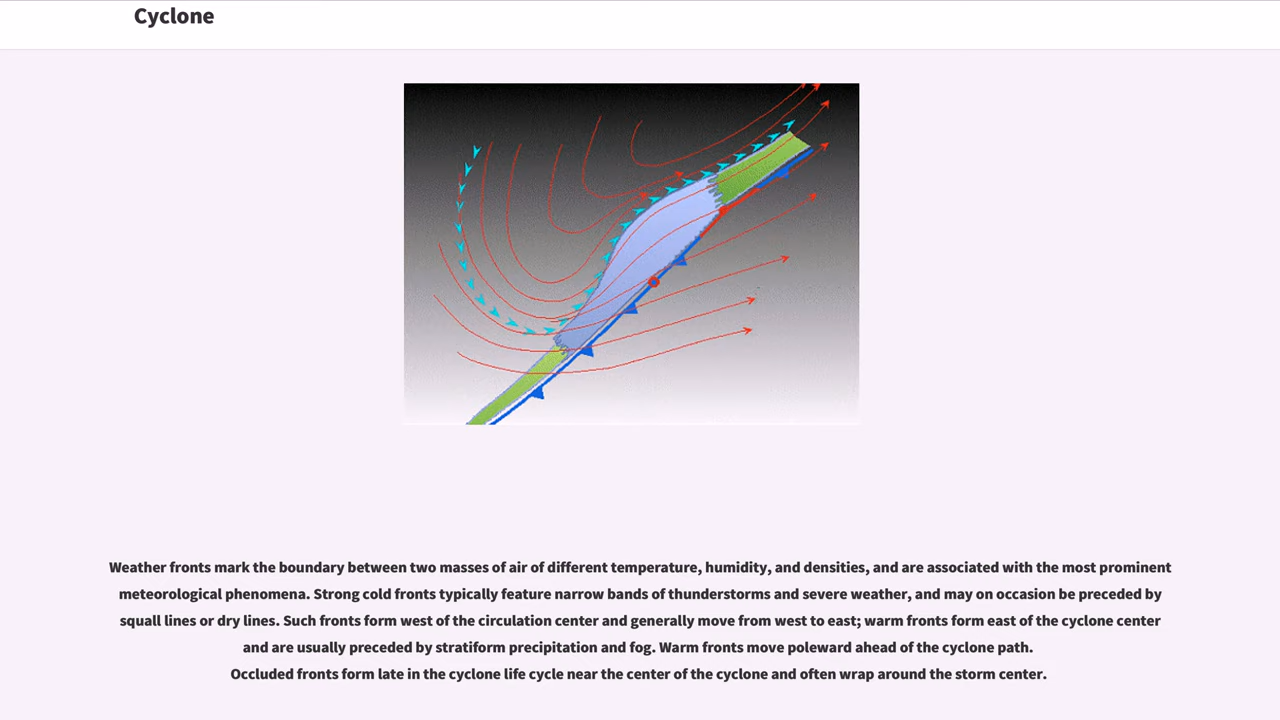 Cyclone
Weather fronts mark the boundary between two masses of air of different temperature, humidity, and densities, and are associated with the most prominent
meteorological phenomena. Strong cold fronts typically feature narrow bands of thunderstorms and severe weather, and may on occasion be preceded by
squall lines or dry lines. Such fronts form west of the circulation center and generally move from west to east; warm fronts form east of the cyclone center
and are usually preceded by stratiform precipitation and fog. Warm fronts move poleward ahead of the cyclone path.
Occluded fronts form late in the cyclone life cycle near the center of the cyclone and often wrap around the storm center.